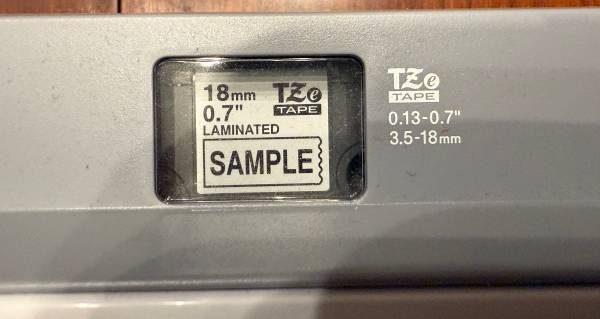 18mm TZe
0.7" TAPE
LAMINATED
SAMPLE
TZe
TAPE
0.13-0.7"
3.5-18mm